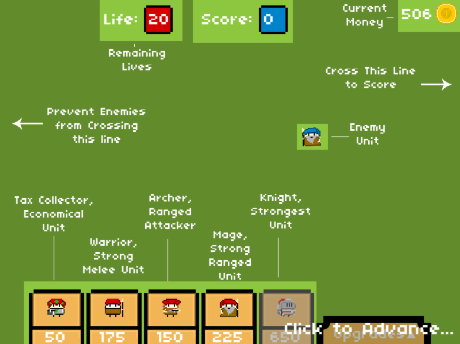 Life: 20
Score: 0
Current
Money
506
Remaining
Lives
Cross This Line
to Score
Prevent Enemies
from Crossing
this line
Enemy
Unit
Tax Collector,
Economical
Unit
Warrior,
Strong
Melee Unit
Archer,
Ranged
Attacker
Mage,
Strong
Ranged
Unit
Knight,
Strongest
Unit
Click to Advance...
50
175
150
225
650
Upgrades